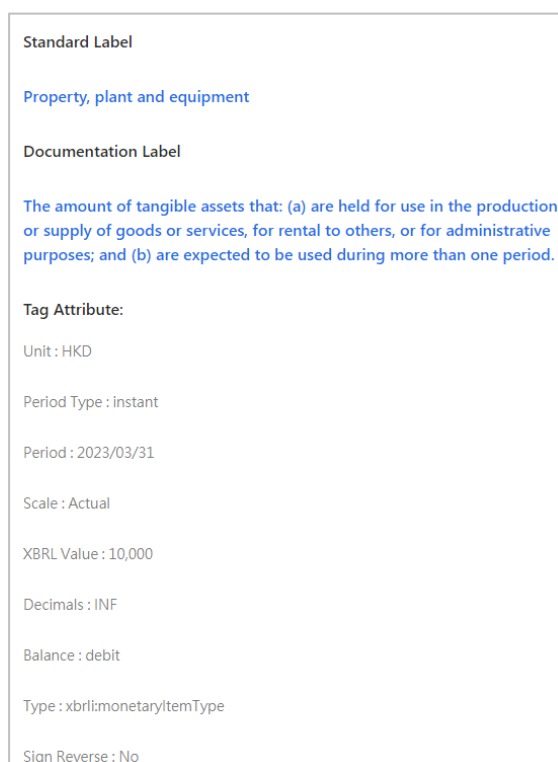 Standard Label
Property, plant and equipment
Documentation Label
The amount of tangible assets that: (a) are held for use in the production
or supply of goods or services, for rental to others, or for administrative
purposes; and (b) are expected to be used during more than one period.
Tag Attribute:
Unit : HKD
Period Type : instant
Period : 2023/03/31
Scale : Actual
XBRL Value : 10,000
Decimals : INF
Balance : debit
Type : xbrli:monetaryItemType
Sign Reverse : No